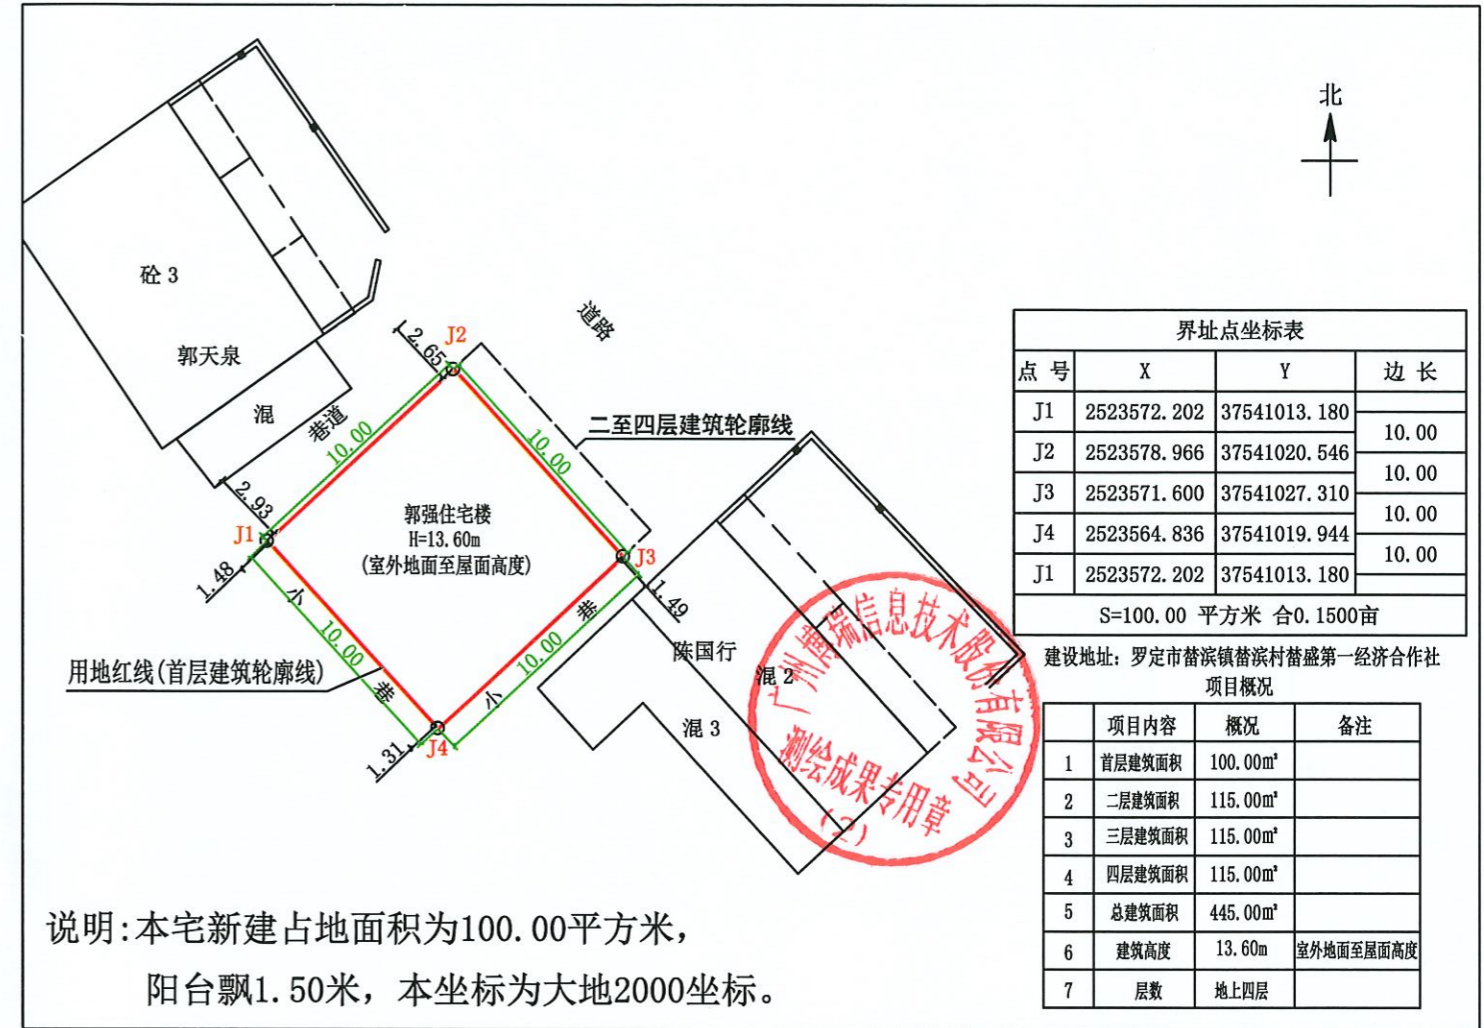 北
砼 3
郭天泉
混
巷道
道路
2.65
J2
10.00
10.00
二至四层建筑轮廓线
2.93
J1
1.48
郭强住宅楼
H=13.60m
(室外地面至屋面高度)
J3
1.49
小
10.00
巷
小
10.00
巷
用地红线(首层建筑轮廓线)
J4
1.31
陈国行
混 2
混 3
广州博瑞信息技术股份有限公司
测绘成果专用章
(2)
界址点坐标表
点 号 X Y 边 长
J1 2523572.202 37541013.180
10.00
J2 2523578.966 37541020.546
10.00
J3 2523571.600 37541027.310
10.00
J4 2523564.836 37541019.944
10.00
J1 2523572.202 37541013.180
S=100.00 平方米 合0.1500亩
建设地址: 罗定市榃滨镇榃滨村榃盛第一经济合作社
项目概况
项目内容 概况 备注
1 首层建筑面积 100.00m²
2 二层建筑面积 115.00m²
3 三层建筑面积 115.00m²
4 四层建筑面积 115.00m²
5 总建筑面积 445.00m²
6 建筑高度 13.60m 室外地面至屋面高度
7 层数 地上四层
说明:本宅新建占地面积为100.00平方米，
阳台飘1.50米，本坐标为大地2000坐标。